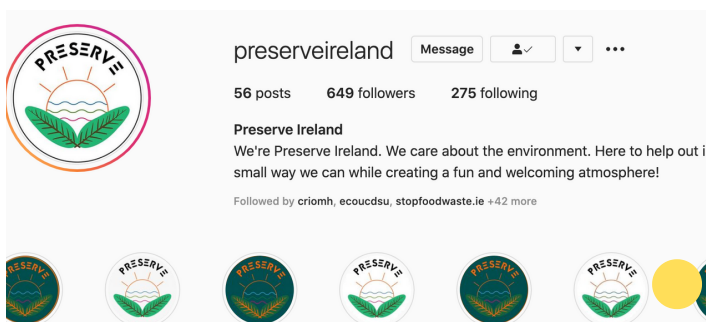 PRESERVE
preserveireland Message
56 posts 649 followers 275 following
Preserve Ireland
We're Preserve Ireland. We care about the environment. Here to help out i
small way we can while creating a fun and welcoming atmosphere!
Followed by criomh, ecoucdsu, stopfoodwaste.ie +42 more
RESERVE PRESERVE PRESERVE PRESERVE PRESERVE PRESERVE